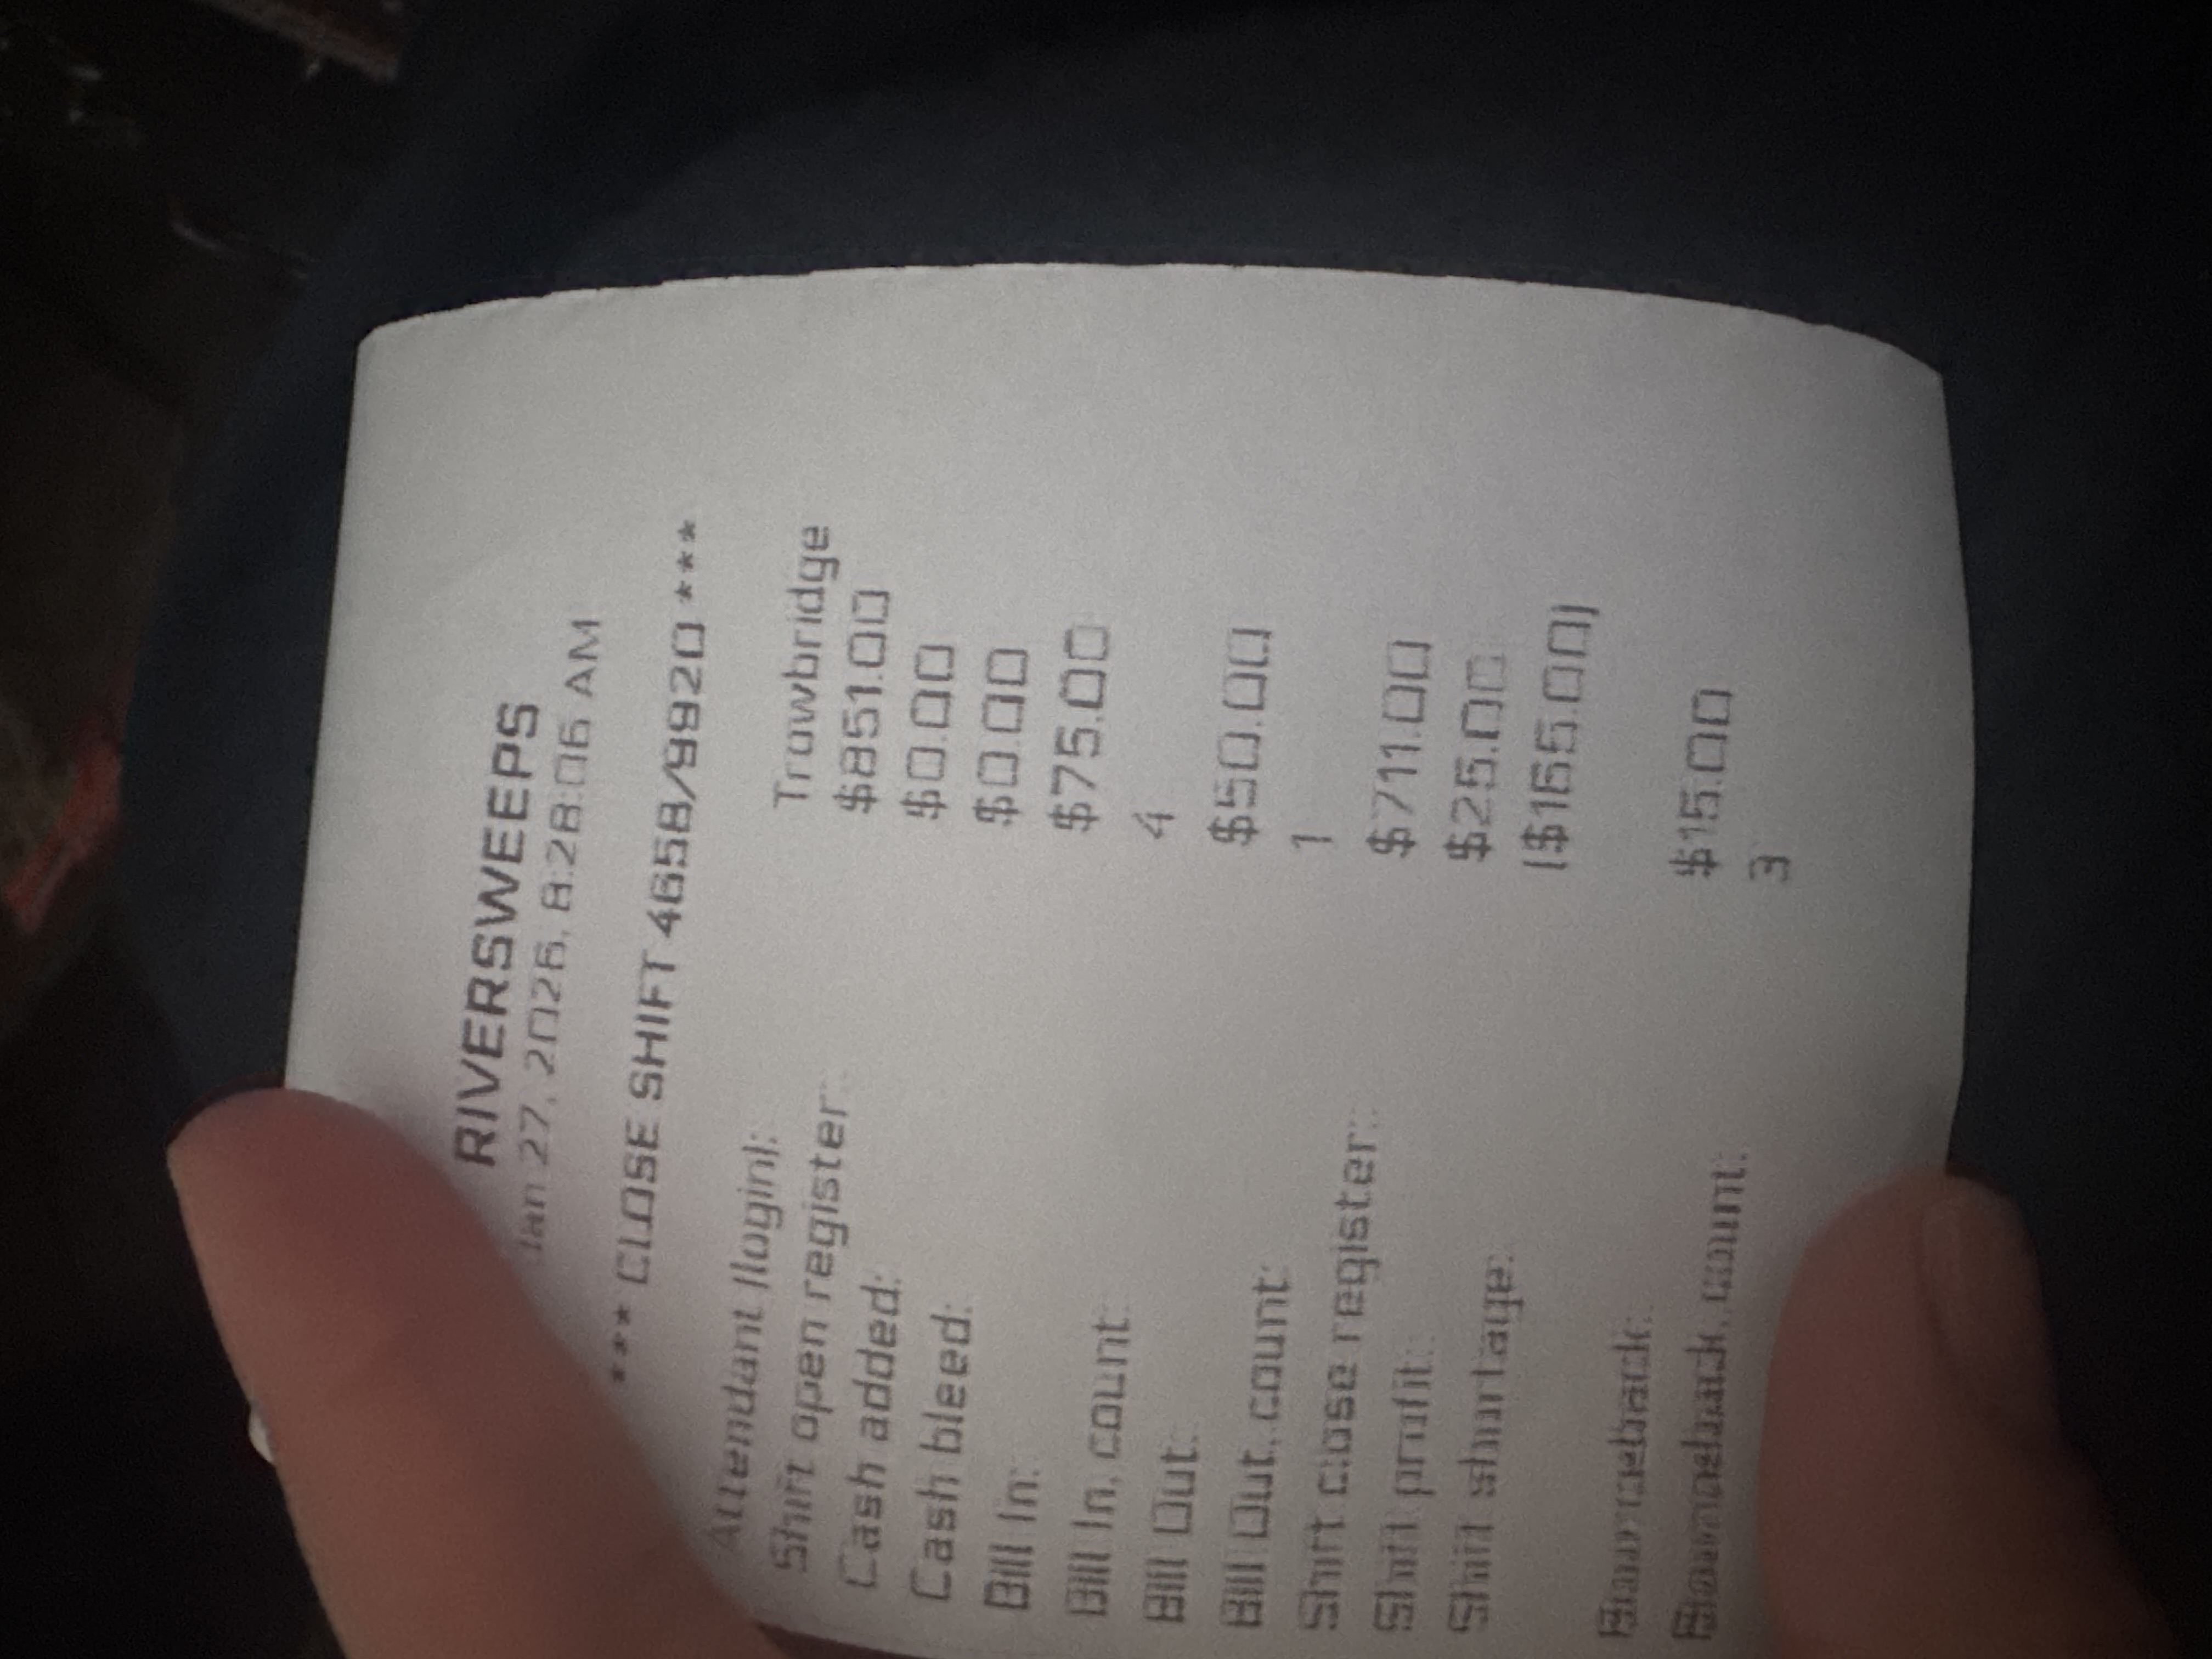 RIVERSWEEPS
Jan 27, 2026, 8:28:06 AM
*** CLOSE SHIFT 4658/9920 ***
Attendant (login): Trowbridge
Shift open register: $851.00
Cash added: $0.00
Cash bleed: $0.00
Bill In: $75.00
Bill In, count: 4
Bill Out: $50.00
Bill Out, count: 1
Shift close register: $711.00
Shift profit: $25.00
Shift shortage: ($165.00)
Bounceback: $15.00
Bounceback, count: 3